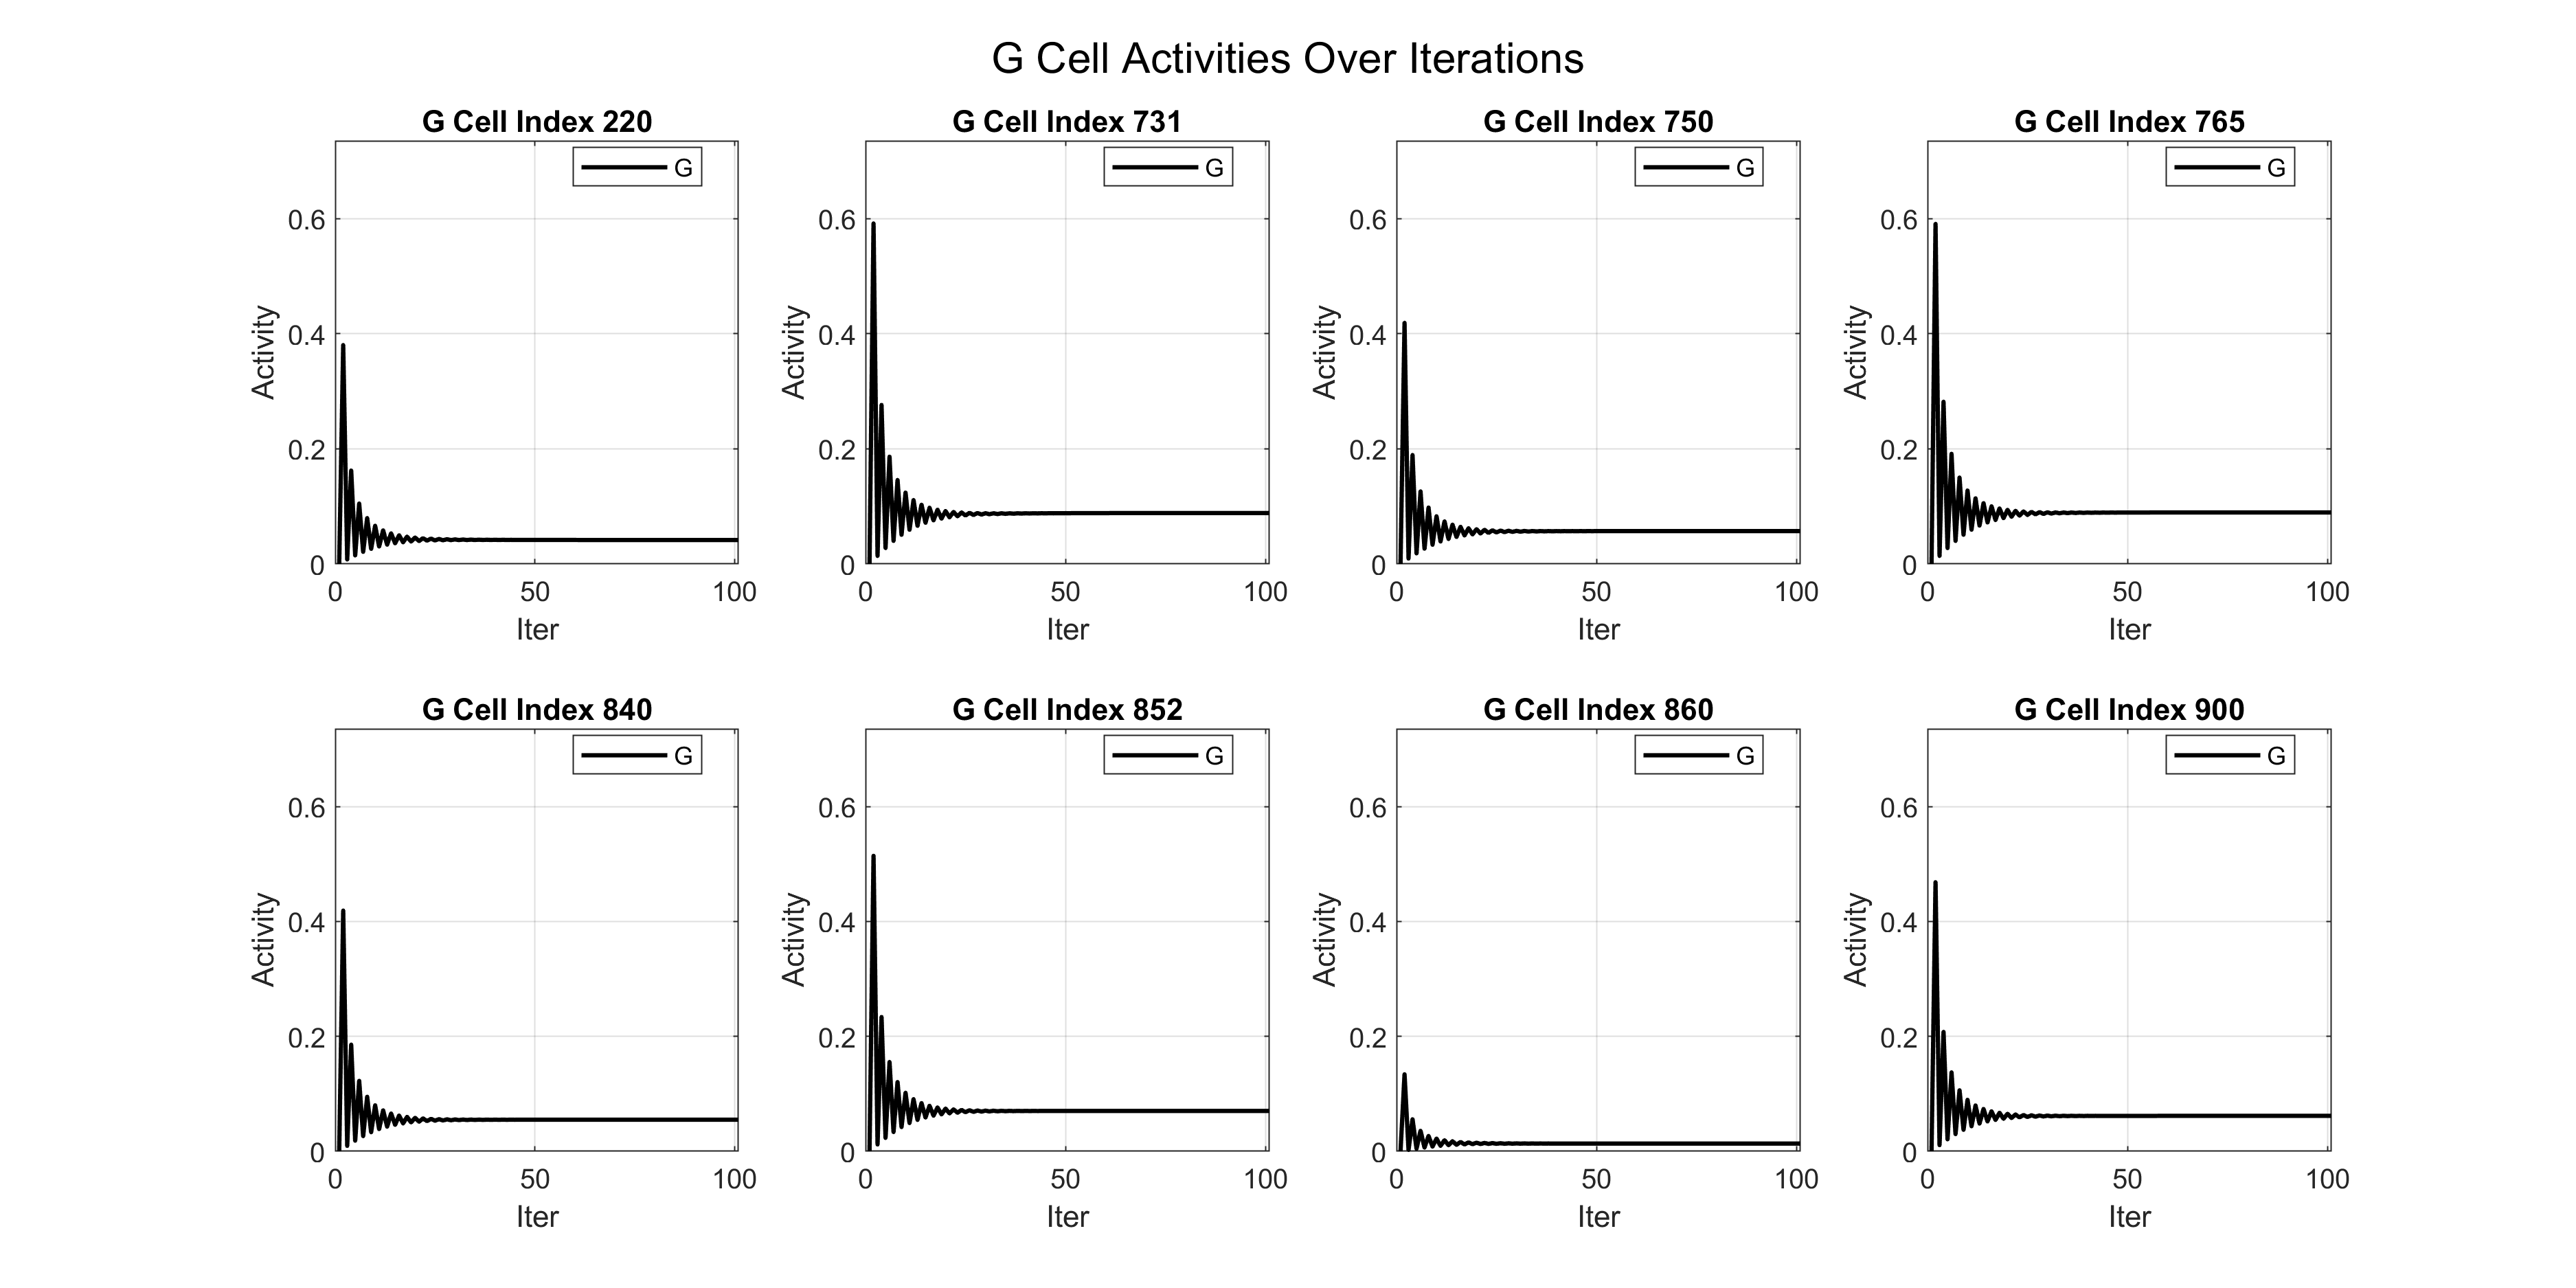 G Cell Activities Over Iterations
G Cell Index 220
G
0.6
0.4
0.2
0
Activity
0 50 100
Iter
G Cell Index 731
G
0.6
0.4
0.2
0
Activity
0 50 100
Iter
G Cell Index 750
G
0.6
0.4
0.2
0
Activity
0 50 100
Iter
G Cell Index 765
G
0.6
0.4
0.2
0
Activity
0 50 100
Iter
G Cell Index 840
G
0.6
0.4
0.2
0
Activity
0 50 100
Iter
G Cell Index 852
G
0.6
0.4
0.2
0
Activity
0 50 100
Iter
G Cell Index 860
G
0.6
0.4
0.2
0
Activity
0 50 100
Iter
G Cell Index 900
G
0.6
0.4
0.2
0
Activity
0 50 100
Iter